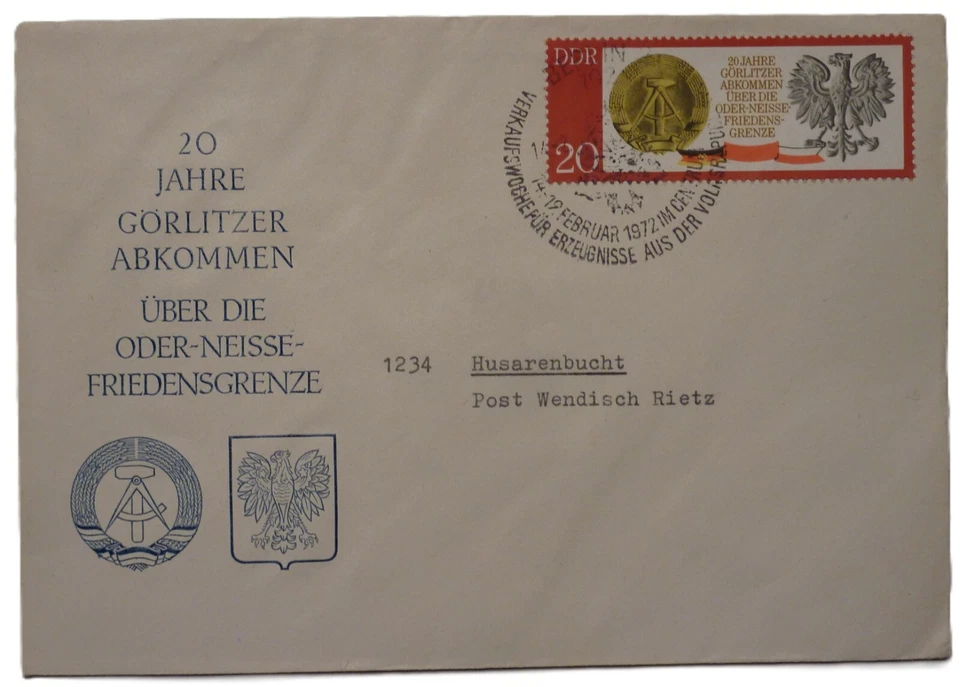 20
JAHRE
GÖRLITZER
ABKOMMEN
ÜBER DIE
ODER-NEISSE-
FRIEDENSGRENZE
DDR
20
20 JAHRE
GÖRLITZER
ABKOMMEN
ÜBER DIE
ODER-NEISSE-
FRIEDENS-
GRENZE
BERLIN
FEBRUAR 1972 IM
VERKAUFSWOCHE FÜR ERZEUGNISSE AUS DER
1234 Husarenbucht
Post Wendisch Rietz